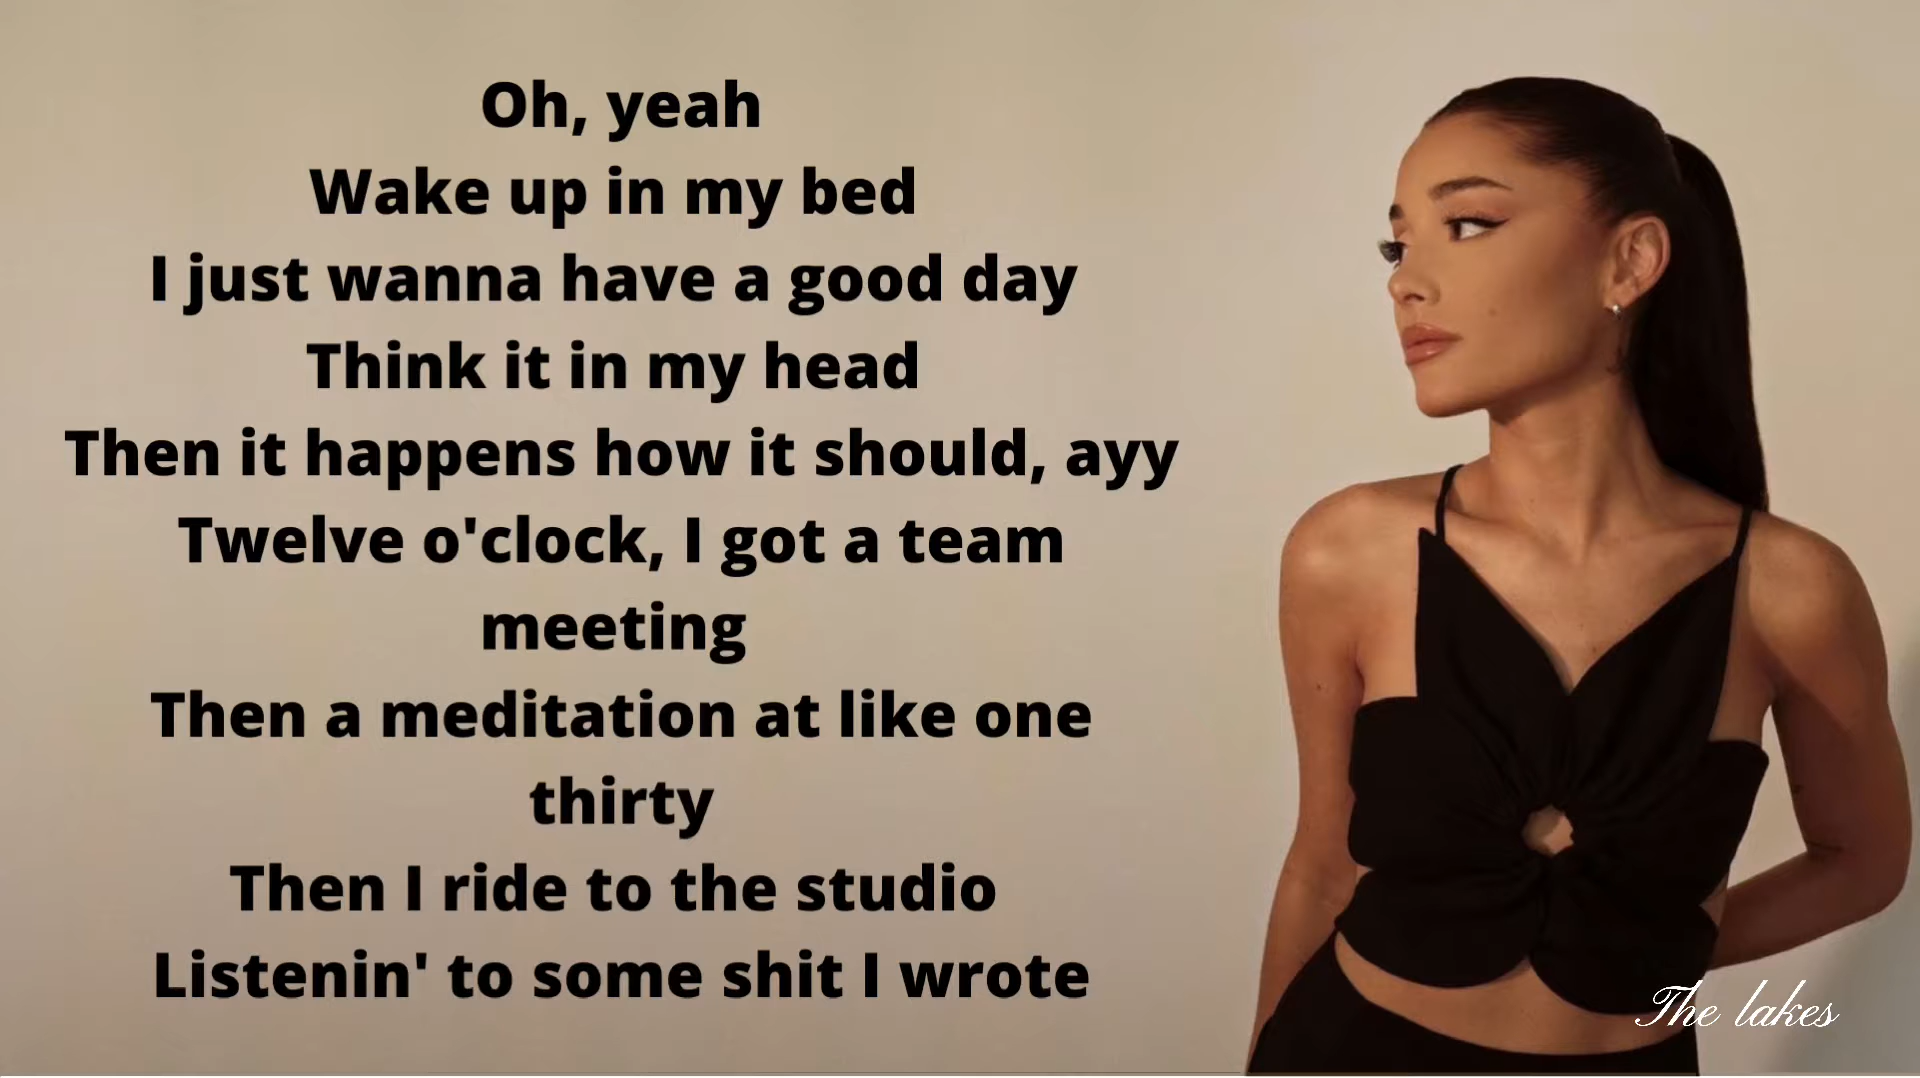 Oh, yeah
Wake up in my bed
I just wanna have a good day
Think it in my head
Then it happens how it should, ayy
Twelve o'clock, I got a team
meeting
Then a meditation at like one
thirty
Then I ride to the studio
Listenin' to some shit I wrote
The lakes